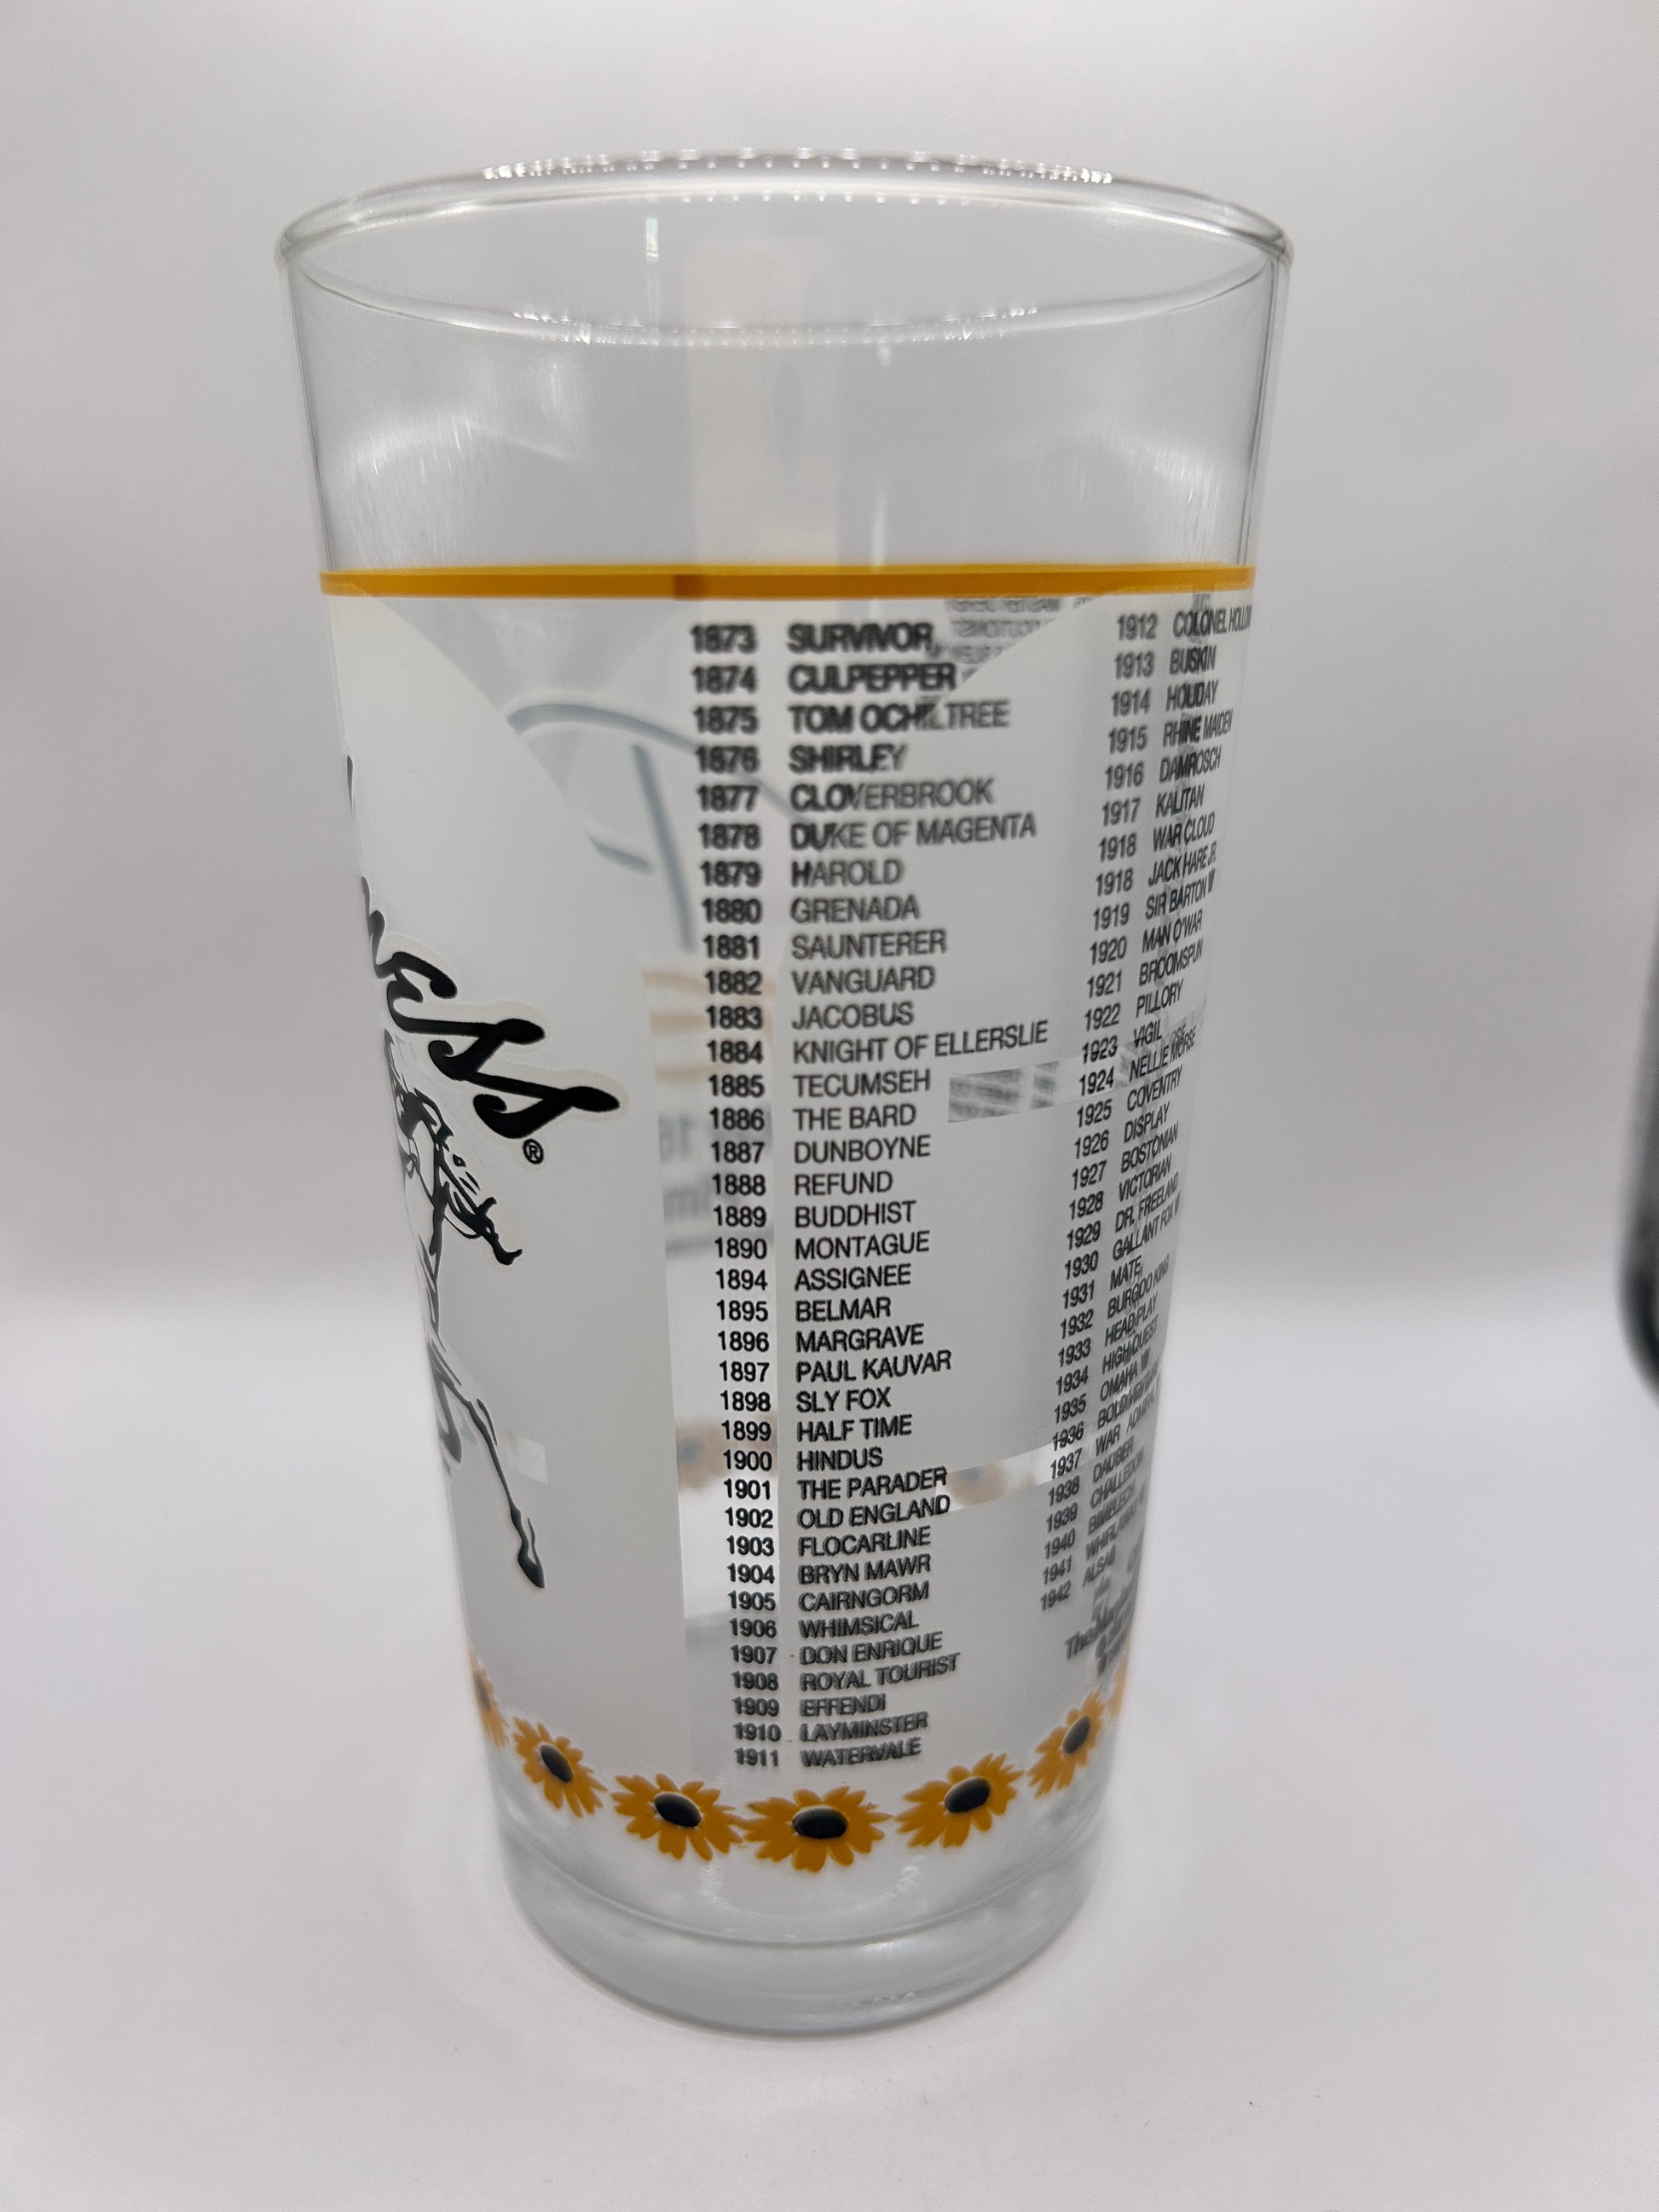 NESS®
1873 SURVIVOR
1874 CULPEPPER
1875 TOM OCHILTREE
1876 SHIRLEY
1877 CLOVERBROOK
1878 DUKE OF MAGENTA
1879 HAROLD
1880 GRENADA
1881 SAUNTERER
1882 VANGUARD
1883 JACOBUS
1884 KNIGHT OF ELLERSLIE
1885 TECUMSEH
1886 THE BARD
1887 DUNBOYNE
1888 REFUND
1889 BUDDHIST
1890 MONTAGUE
1894 ASSIGNEE
1895 BELMAR
1896 MARGRAVE
1897 PAUL KAUVAR
1898 SLY FOX
1899 HALF TIME
1900 HINDUS
1901 THE PARADER
1902 OLD ENGLAND
1903 FLOCARLINE
1904 BRYN MAWR
1905 CAIRNGORM
1906 WHIMSICAL
1907 DON ENRIQUE
1908 ROYAL TOURIST
1909 EFFENDI
1910 LAYMINSTER
1911 WATERVALE
1912 COLONEL HOLLOW
1913 BUSKIN
1914 HOLIDAY
1915 RHINE MAIDEN
1916 DAMROSCH
1917 KALITAN
1918 WAR CLOUD
1918 JACK HARE JR.
1919 SIR BARTON
1920 MAN O'WAR
1921 BROOMSPUN
1922 PILLORY
1923 VIGIL
1924 NELLIE MORSE
1925 COVENTRY
1926 DISPLAY
1927 BOSTONIAN
1928 VICTORIAN
1929 DR. FREELAND
1930 GALLANT FOX
1931 MATE
1932 BURGOO KING
1933 HEAD PLAY
1934 HIGH QUEST
1935 OMAHA
1936 BOLD VENTURE
1937 WAR ADMIRAL
1938 DAUBER
1939 CHALLEDON
1940 BIMELECH
1941 WHIRLAWAY
1942 ALSAB